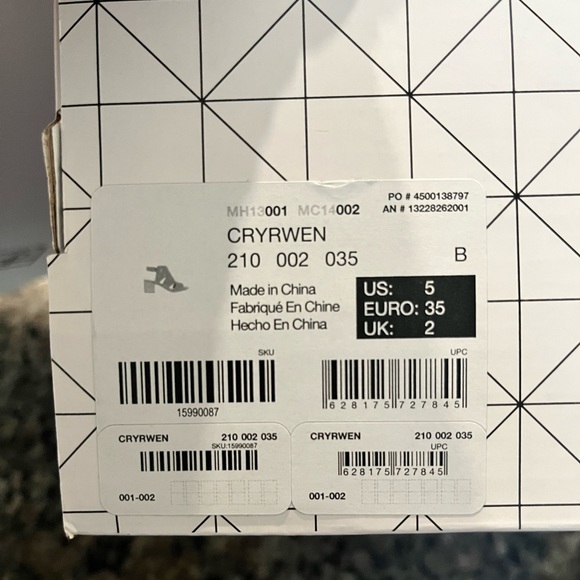 PO # 4500138797
MH13001 MC14002 AN # 13228262001
CRYRWEN
210 002 035 B
Made in China
Fabriqué En Chine
Hecho En China
US: 5
EURO: 35
UK: 2
SKU
15990087
UPC
628175 727845
CRYRWEN 210 002 035
SKU:15990087
001-002
CRYRWEN 210 002 035
UPC
628175 727845
001-002